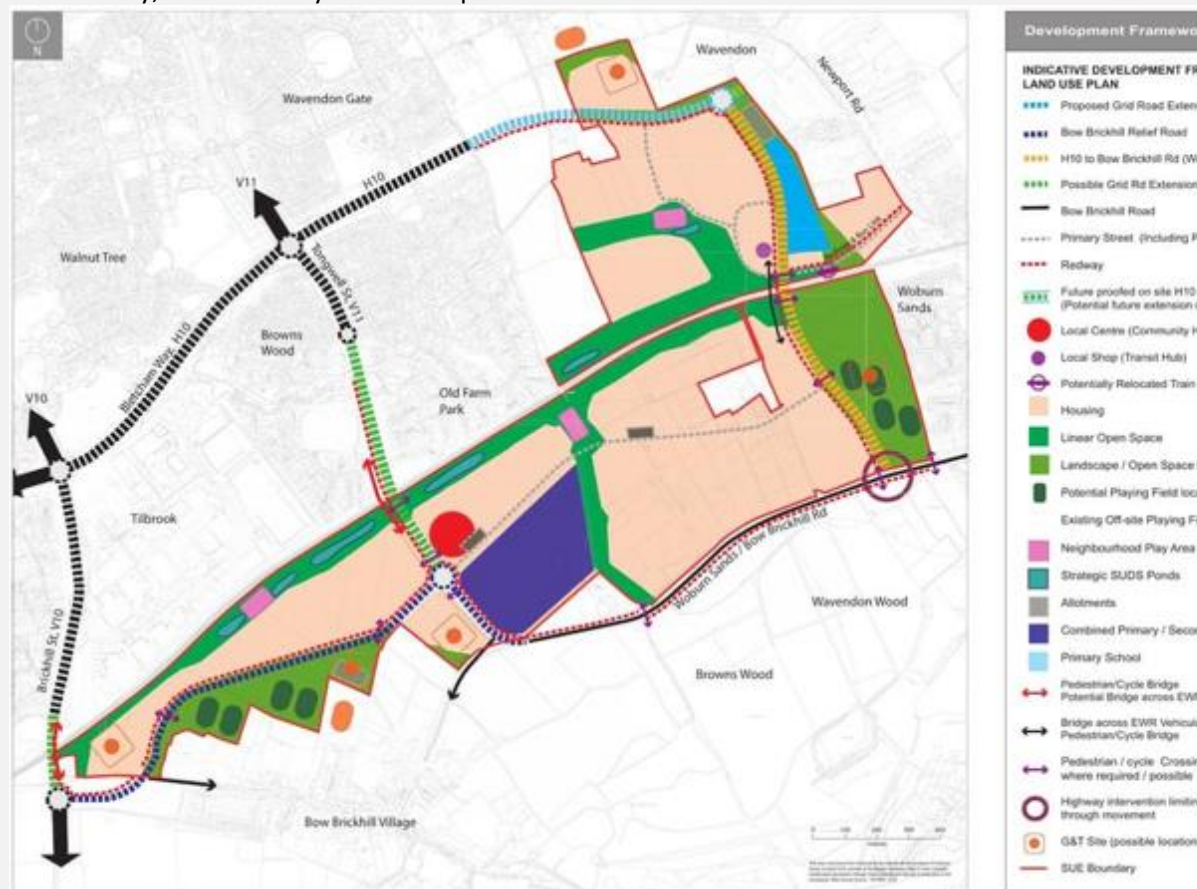 N
Wavendon
Newport Rd
Wavendon Gate
H10
V11
Walnut Tree
Tongwell St. V11
Bletcham Way H10
Browns
Wood
Woburn
Sands
Old Farm
Park
V10
Tilbrook
Brickhill St. V10
Woburn Sands / Bow Brickhill Rd
Wavendon Wood
Browns Wood
Bow Brickhill Village
Development Framewo
INDICATIVE DEVELOPMENT FR
LAND USE PLAN
Proposed Grid Road Exten
Bow Brickhill Relief Road
H10 to Bow Brickhill Rd (W
Possible Grid Rd Extension
Bow Brickhill Road
Primary Street (Including P
Redway
Future proofed on site H10
(Potential future extension
Local Centre (Community H
Local Shop (Transit Hub)
Potentially Relocated Train
Housing
Linear Open Space
Landscape / Open Space
Potential Playing Field loc
Existing Off-site Playing Fi
Neighbourhood Play Area
Strategic SUDS Ponds
Allotments
Combined Primary / Seco
Primary School
Pedestrian/Cycle Bridge
Potential Bridge across EW
Bridge across EWR Vehicul
Pedestrian/Cycle Bridge
Pedestrian / cycle Crossin
where required / possible
Highway intervention limitin
through movement
G&T Site (possible location
SUE Boundary